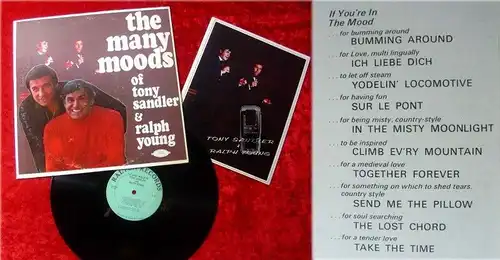 the
many
moods
of tony
sandler
&
ralph
young
TONY SANDLER
RALPH YOUNG
If You're In
The Mood
...for bumming around
BUMMING AROUND
...for Love, multi lingually
ICH LIEBE DICH
...to let off steam
YODELIN' LOCOMOTIVE
...for having fun
SUR LE PONT
...for being misty, country-style
IN THE MISTY MOONLIGHT
...to be inspired
CLIMB EV'RY MOUNTAIN
...for a medieval love
TOGETHER FOREVER
...for something on which to shed tears,
country style
SEND ME THE PILLOW
...for soul searching
THE LOST CHORD
...for a tender love
TAKE THE TIME